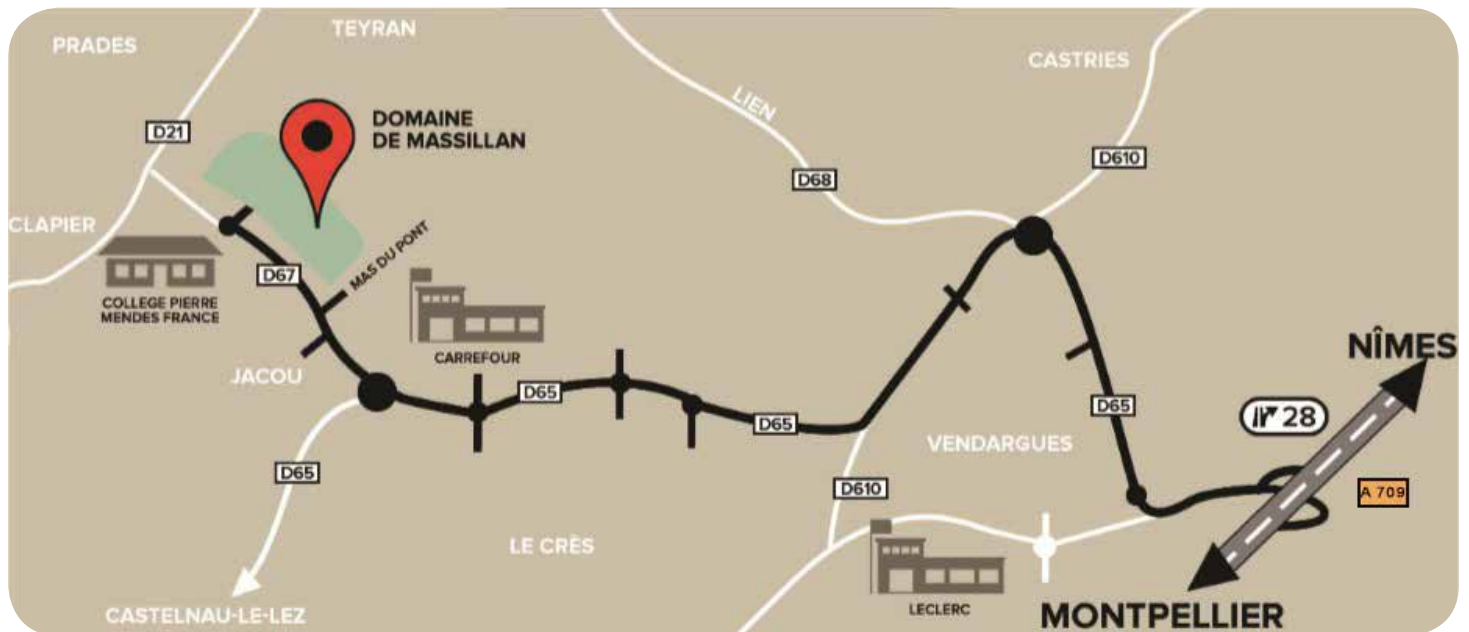 TEYRAN
PRADES
CASTRIES
LIEN
DOMAINE
DE MASSILLAN
D21
D610
D68
CLAPIER
MAS DU PONT
D67
COLLEGE PIERRE
MENDES FRANCE
CARREFOUR
NÎMES
JACOU
D65
D65
D65
28
D65
VENDARGUES
D610
A 709
LE CRÈS
LECLERC
CASTELNAU-LE-LEZ
MONTPELLIER